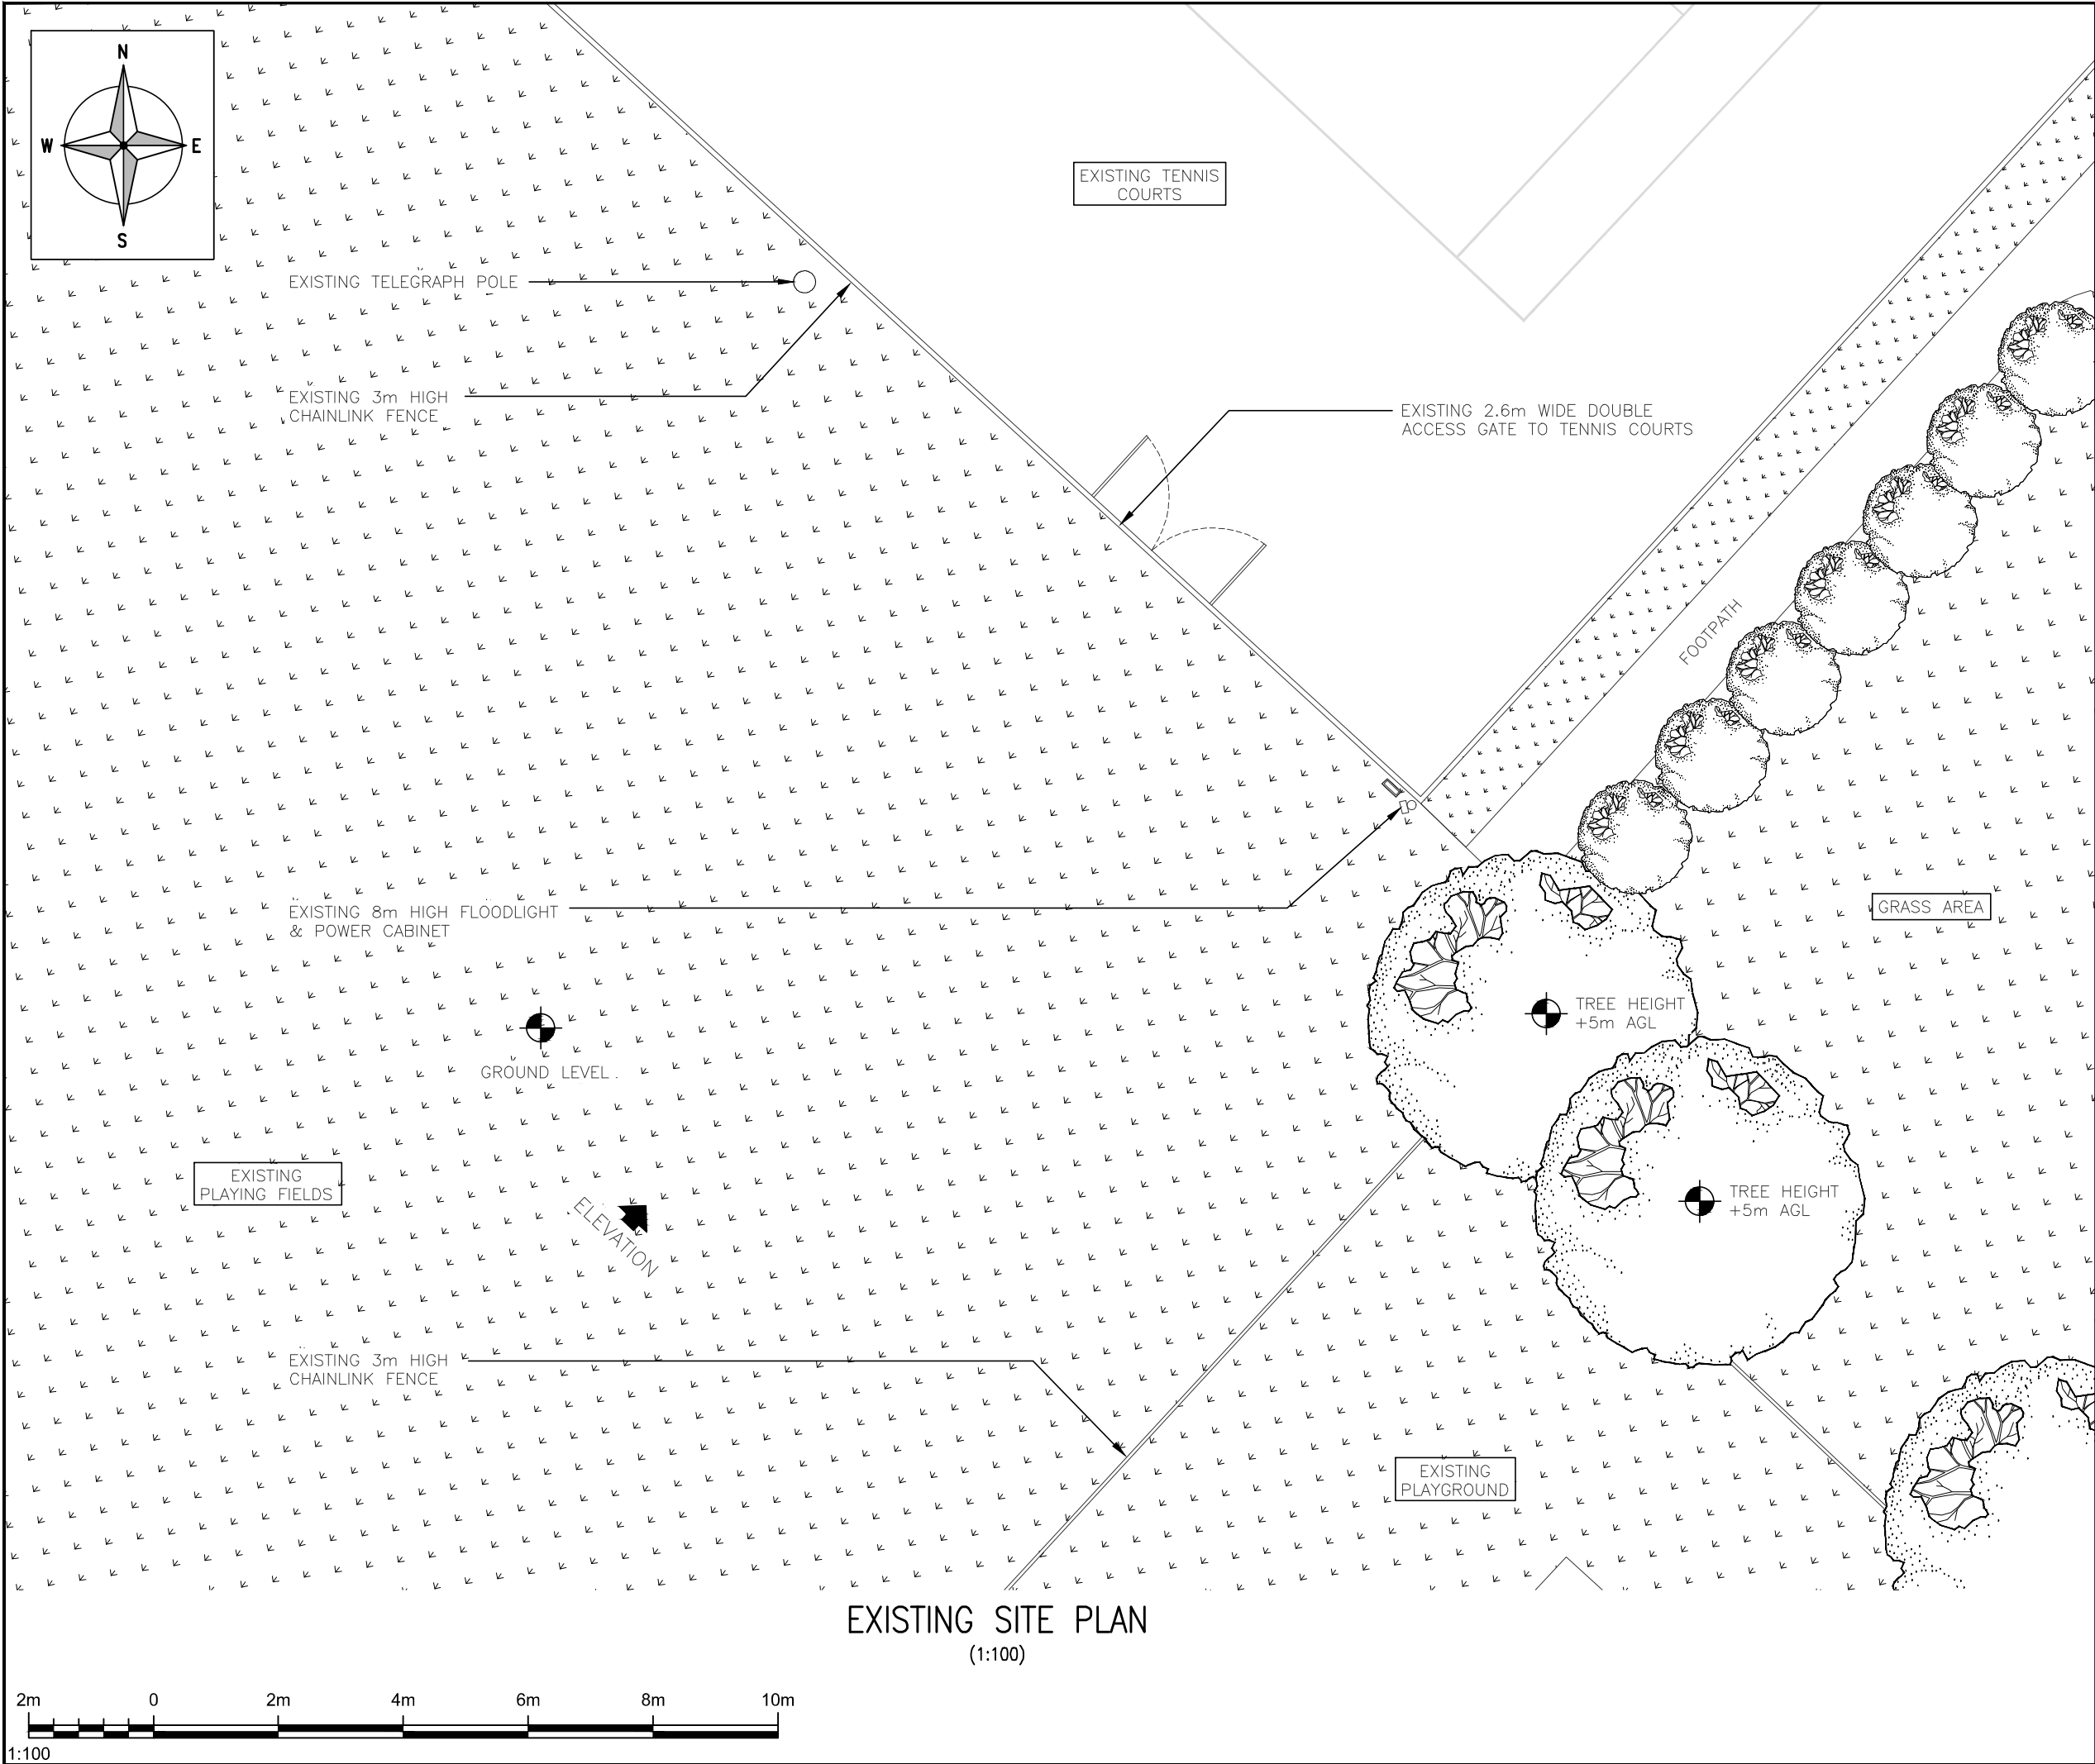 N
W E
S
EXISTING TENNIS
COURTS
EXISTING TELEGRAPH POLE
EXISTING 3m HIGH
CHAINLINK FENCE
EXISTING 2.6m WIDE DOUBLE
ACCESS GATE TO TENNIS COURTS
FOOTPATH
EXISTING 8m HIGH FLOODLIGHT
& POWER CABINET
GRASS AREA
TREE HEIGHT
+5m AGL
GROUND LEVEL
EXISTING
PLAYING FIELDS
ELEVATION
TREE HEIGHT
+5m AGL
EXISTING 3m HIGH
CHAINLINK FENCE
EXISTING
PLAYGROUND
EXISTING SITE PLAN
(1:100)
2m 0 2m 4m 6m 8m 10m
1:100